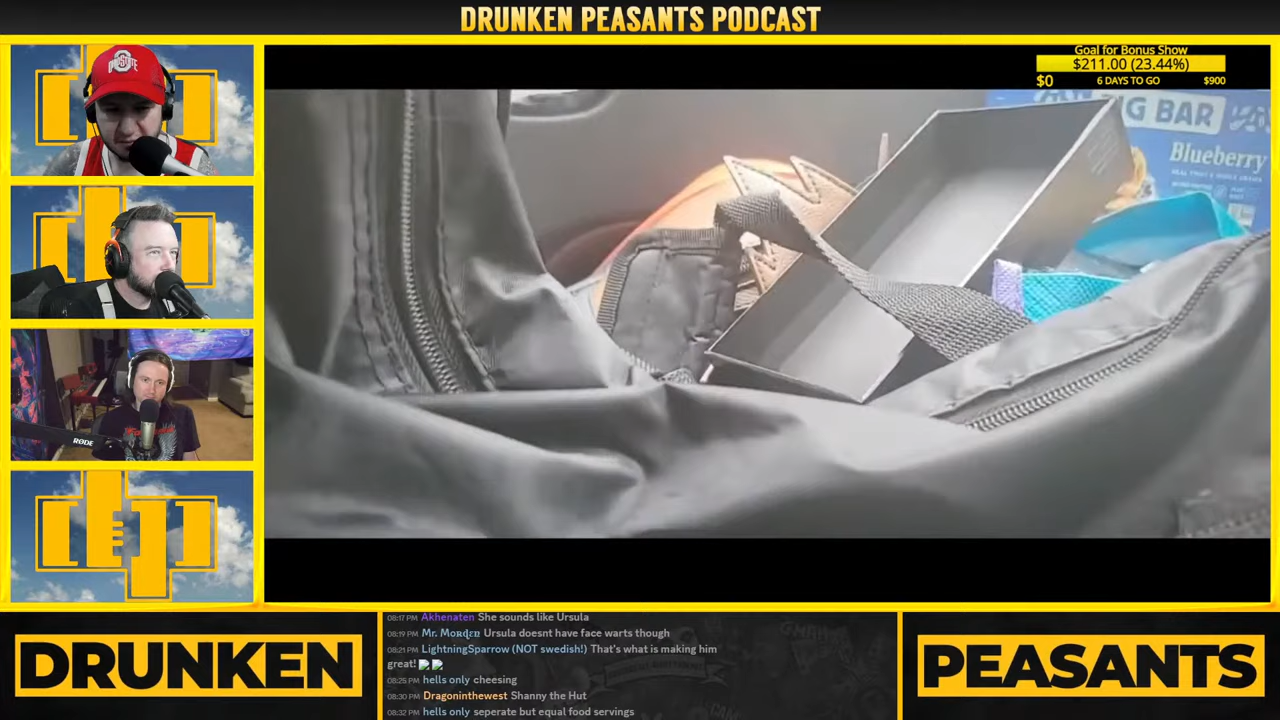 DRUNKEN PEASANTS PODCAST
Goal for Bonus Show
$211.00 (23.44%)
$0 6 DAYS TO GO $900
FIG BAR
Blueberry
RØDE
08:17 PM Akhenaten She sounds like Ursula
08:19 PM Mr. Morden Ursula doesnt have face warts though
08:21 PM LightningSparrow (NOT swedish!) That's what is making him
great!
08:25 PM hells only cheesing
08:30 PM Dragoninthewest Shanny the Hut
08:32 PM hells only seperate but equal food servings
DRUNKEN
PEASANTS